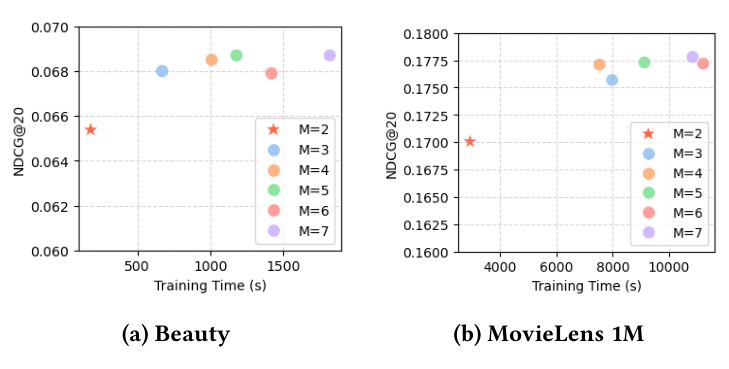 0.070
0.068
0.066
0.064
0.062
0.060
NDCG@20
500 1000 1500
Training Time (s)
M=2
M=3
M=4
M=5
M=6
M=7
(a) Beauty
0.1800
0.1775
0.1750
0.1725
0.1700
0.1675
0.1650
0.1625
0.1600
NDCG@20
4000 6000 8000 10000
Training Time (s)
M=2
M=3
M=4
M=5
M=6
M=7
(b) MovieLens 1M